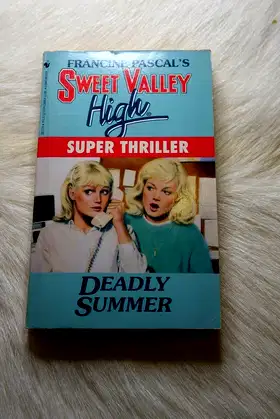 FRANCINE PASCAL'S
SWEET VALLEY
High®
SUPER THRILLER
DEADLY
SUMMER